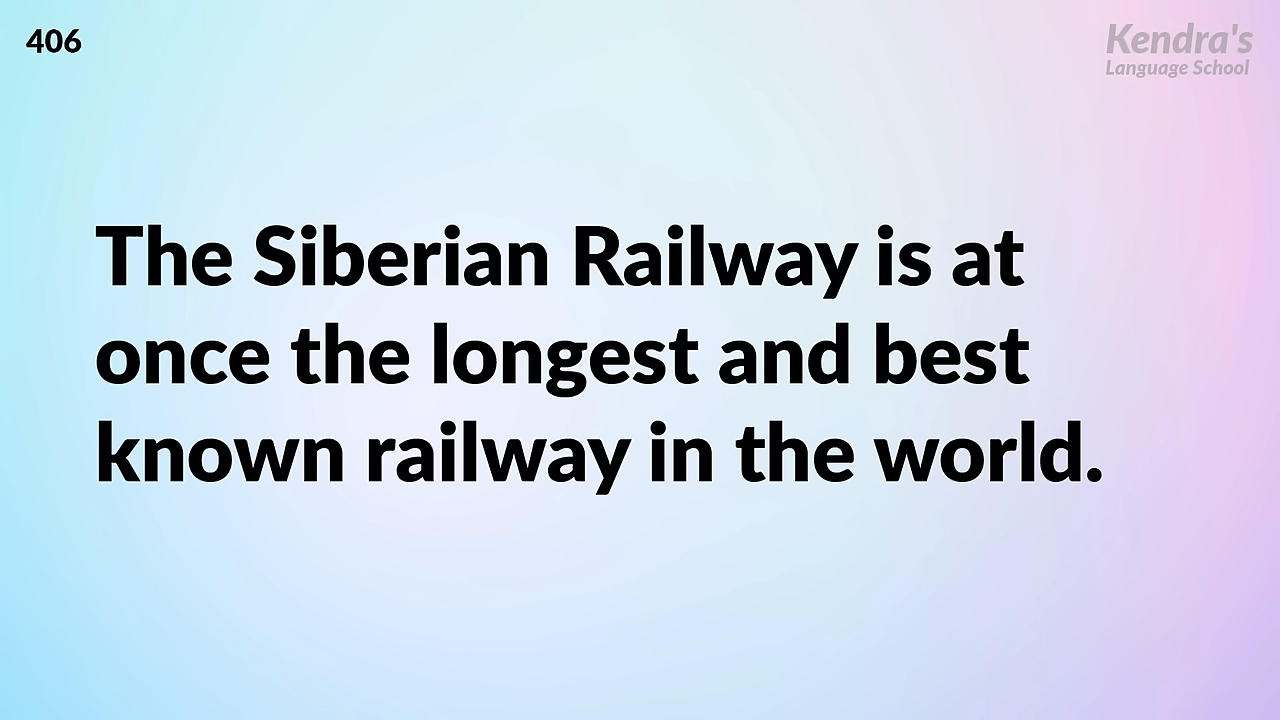 406
Kendra's
Language School
The Siberian Railway is at
once the longest and best
known railway in the world.